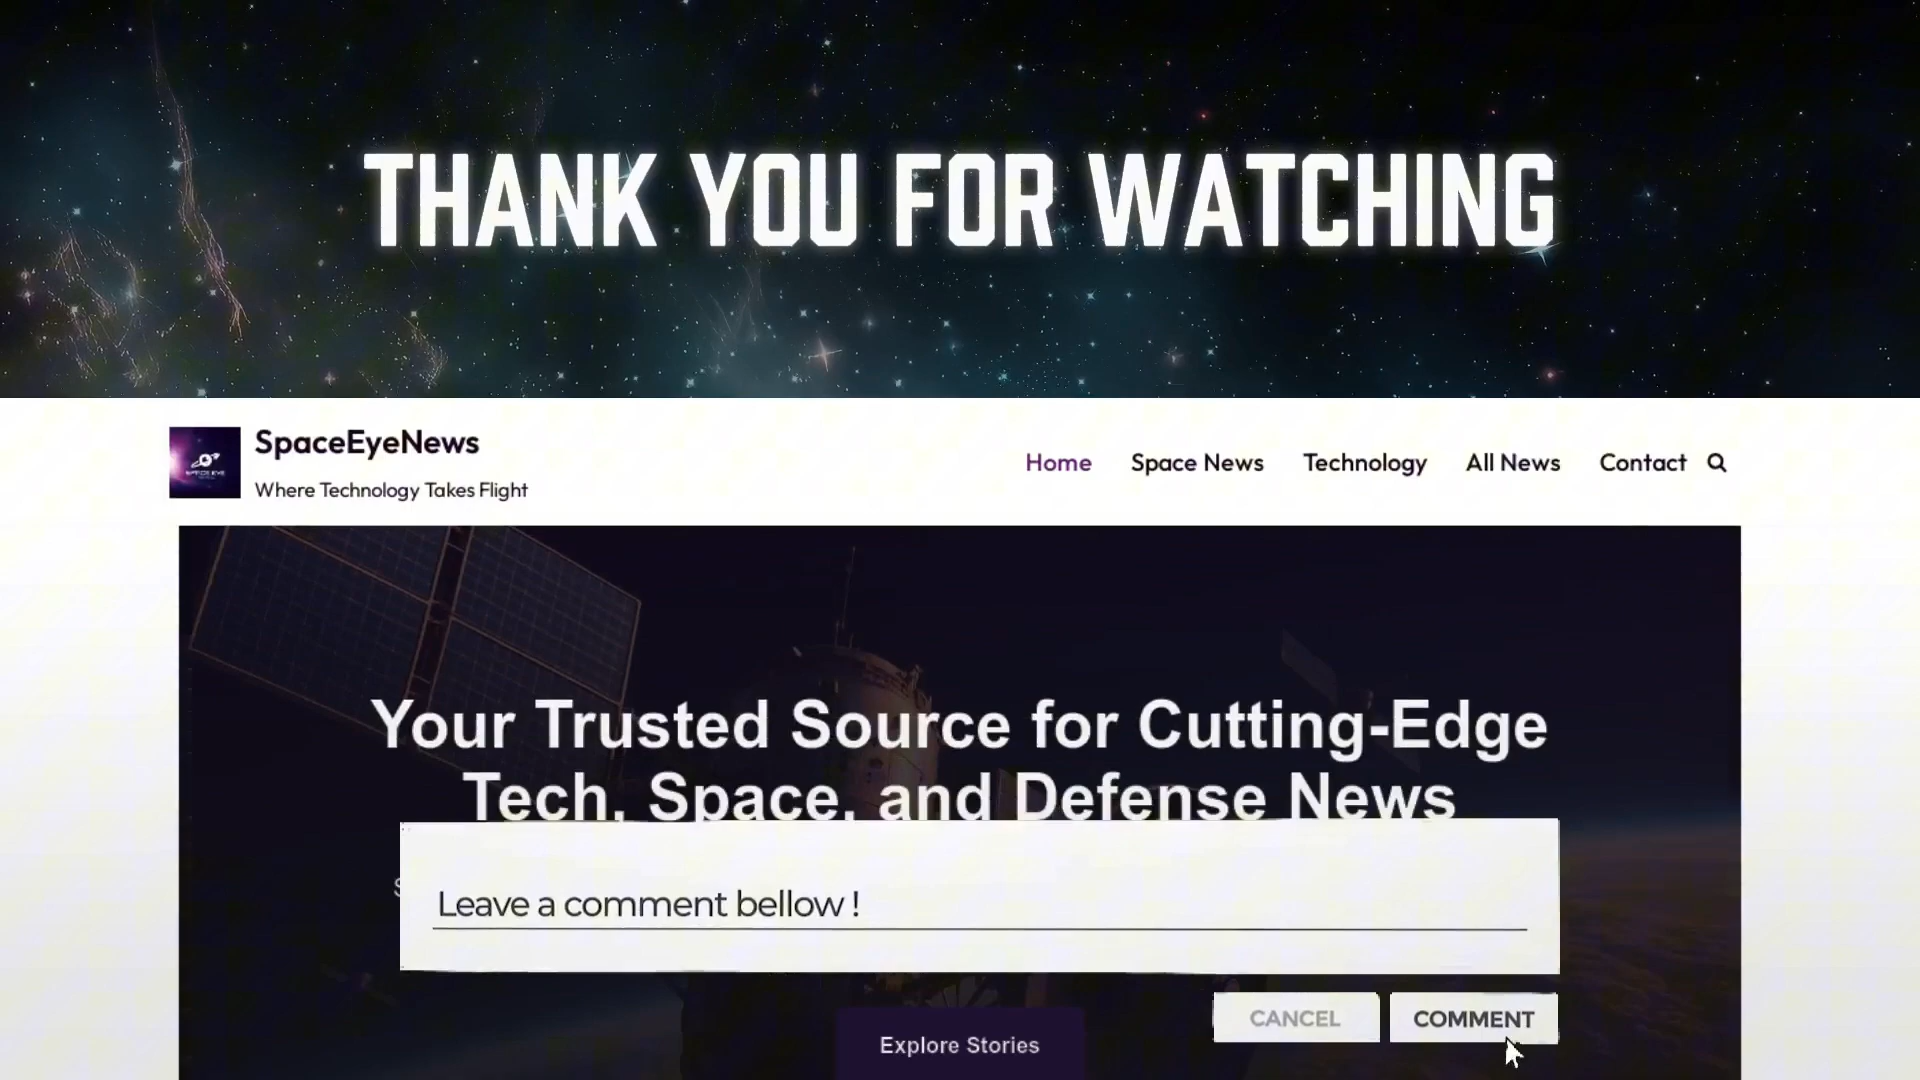 THANK YOU FOR WATCHING
SpaceEyeNews
Where Technology Takes Flight
Home Space News Technology All News Contact
Your Trusted Source for Cutting-Edge
Tech, Space, and Defense News
Leave a comment bellow !
CANCEL COMMENT
Explore Stories